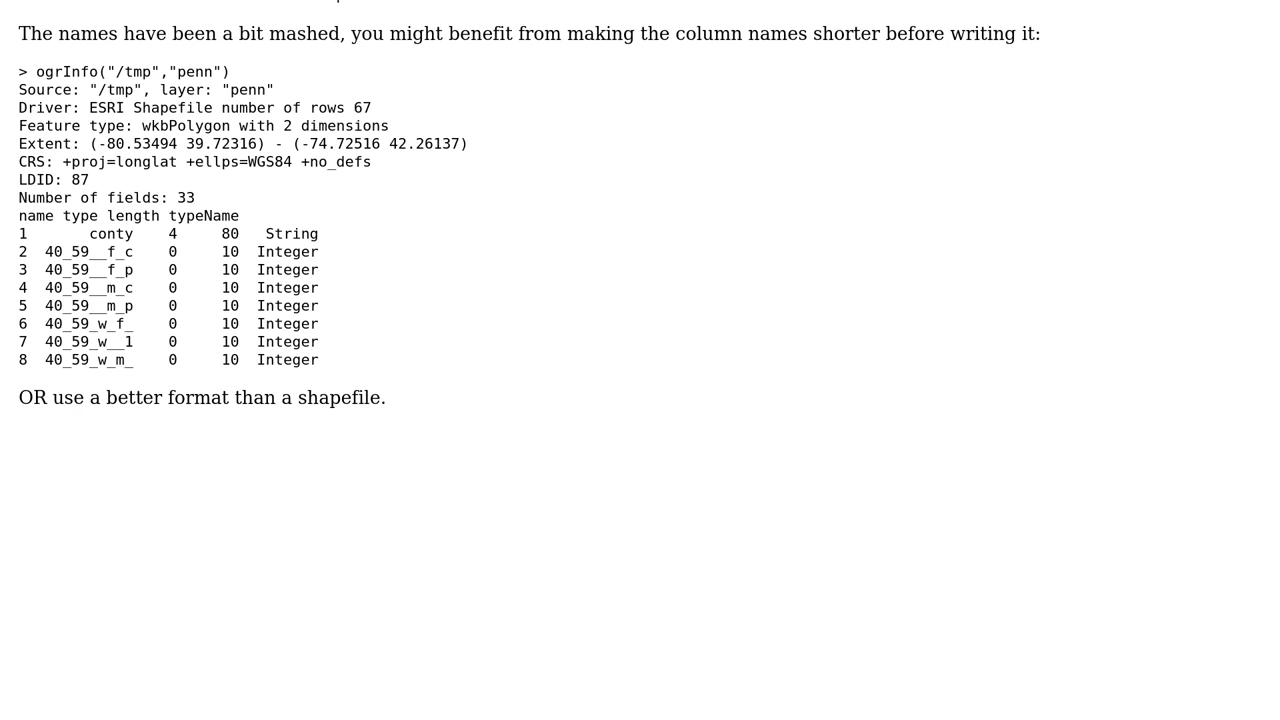 The names have been a bit mashed, you might benefit from making the column names shorter before writing it:
> ogrInfo("/tmp","penn")
Source: "/tmp", layer: "penn"
Driver: ESRI Shapefile number of rows 67
Feature type: wkbPolygon with 2 dimensions
Extent: (-80.53494 39.72316) - (-74.72516 42.26137)
CRS: +proj=longlat +ellps=WGS84 +no_defs
LDID: 87
Number of fields: 33
name type length typeName
1       conty    4     80   String
2  40_59__f_c    0     10  Integer
3  40_59__f_p    0     10  Integer
4  40_59__m_c    0     10  Integer
5  40_59__m_p    0     10  Integer
6  40_59_w_f_    0     10  Integer
7  40_59_w__1    0     10  Integer
8  40_59_w_m_    0     10  Integer
OR use a better format than a shapefile.